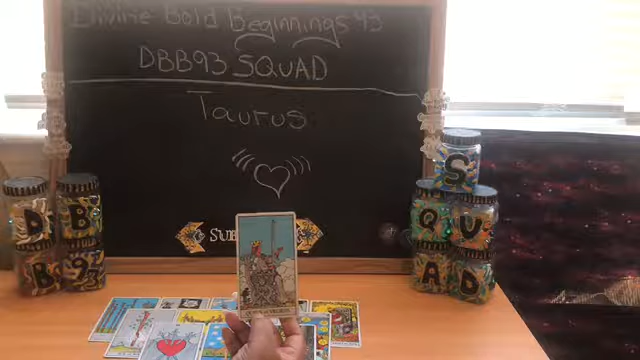 Divine Bold Beginnings 93
DBB93 SQUAD
Taurus
SUB
D B
B 93
S
Q U
A D